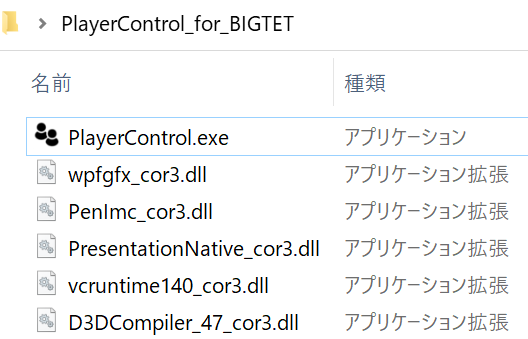 PlayerControl_for_BIGTET
名前 種類
PlayerControl.exe アプリケーション
wpfgfx_cor3.dll アプリケーション拡張
PenImc_cor3.dll アプリケーション拡張
PresentationNative_cor3.dll アプリケーション拡張
vcruntime140_cor3.dll アプリケーション拡張
D3DCompiler_47_cor3.dll アプリケーション拡張